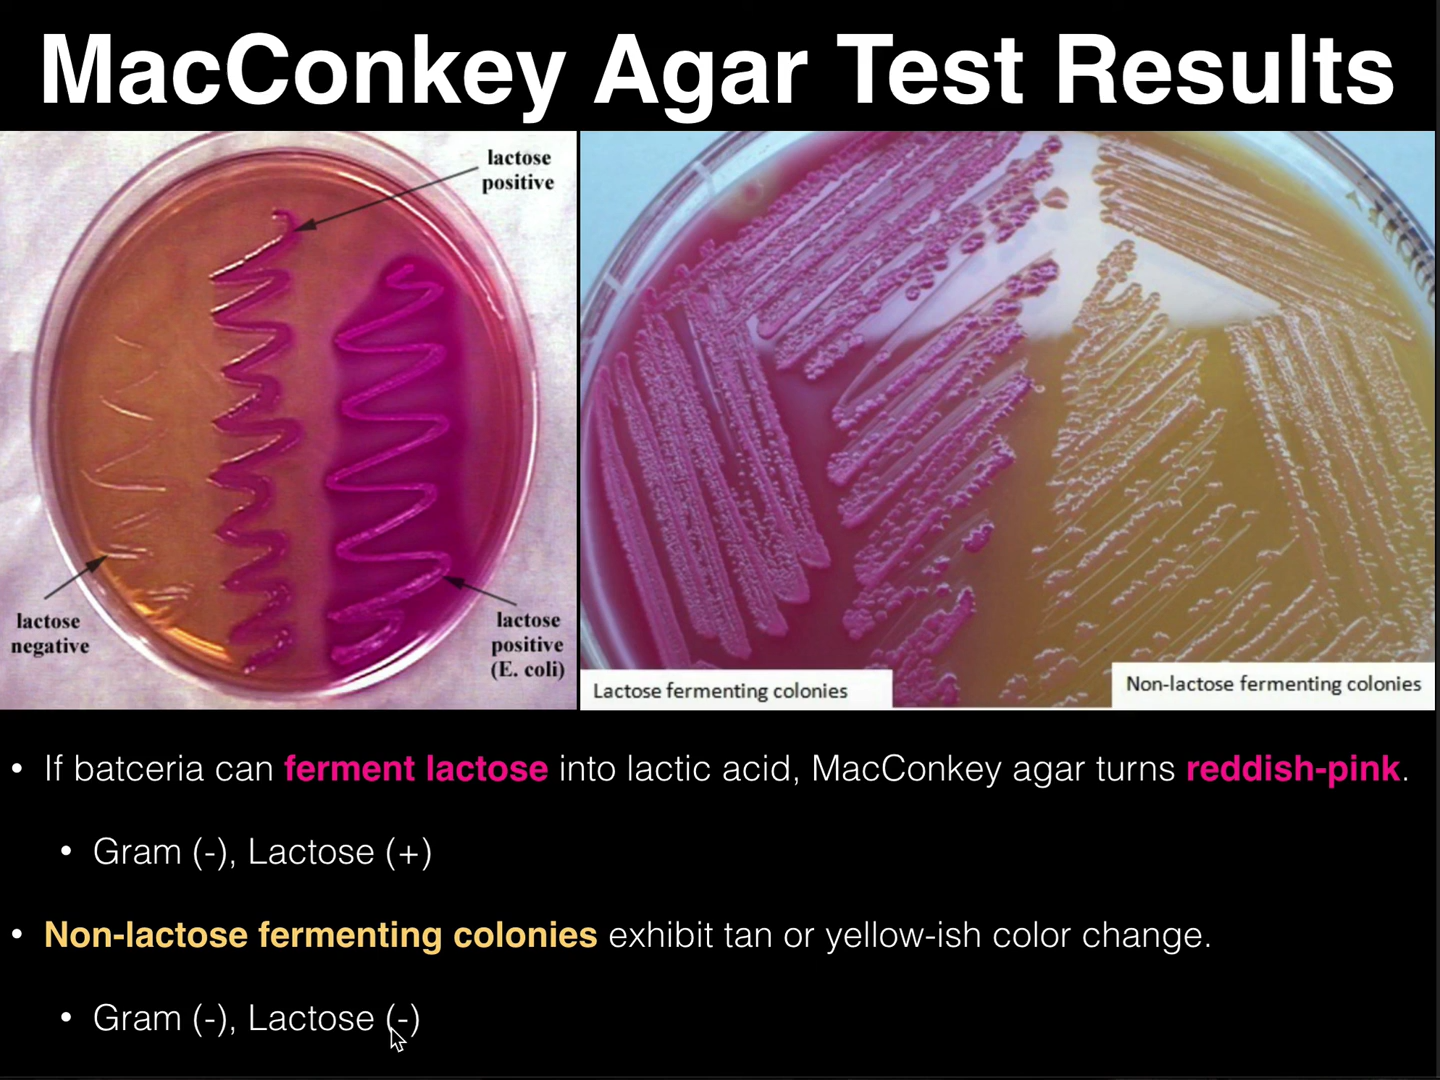 MacConkey Agar Test Results
lactose
positive
lactose
negative
lactose
positive
(E. coli)
Lactose fermenting colonies
Non-lactose fermenting colonies
• If batceria can ferment lactose into lactic acid, MacConkey agar turns reddish-pink.
• Gram (-), Lactose (+)
• Non-lactose fermenting colonies exhibit tan or yellow-ish color change.
• Gram (-), Lactose (-)